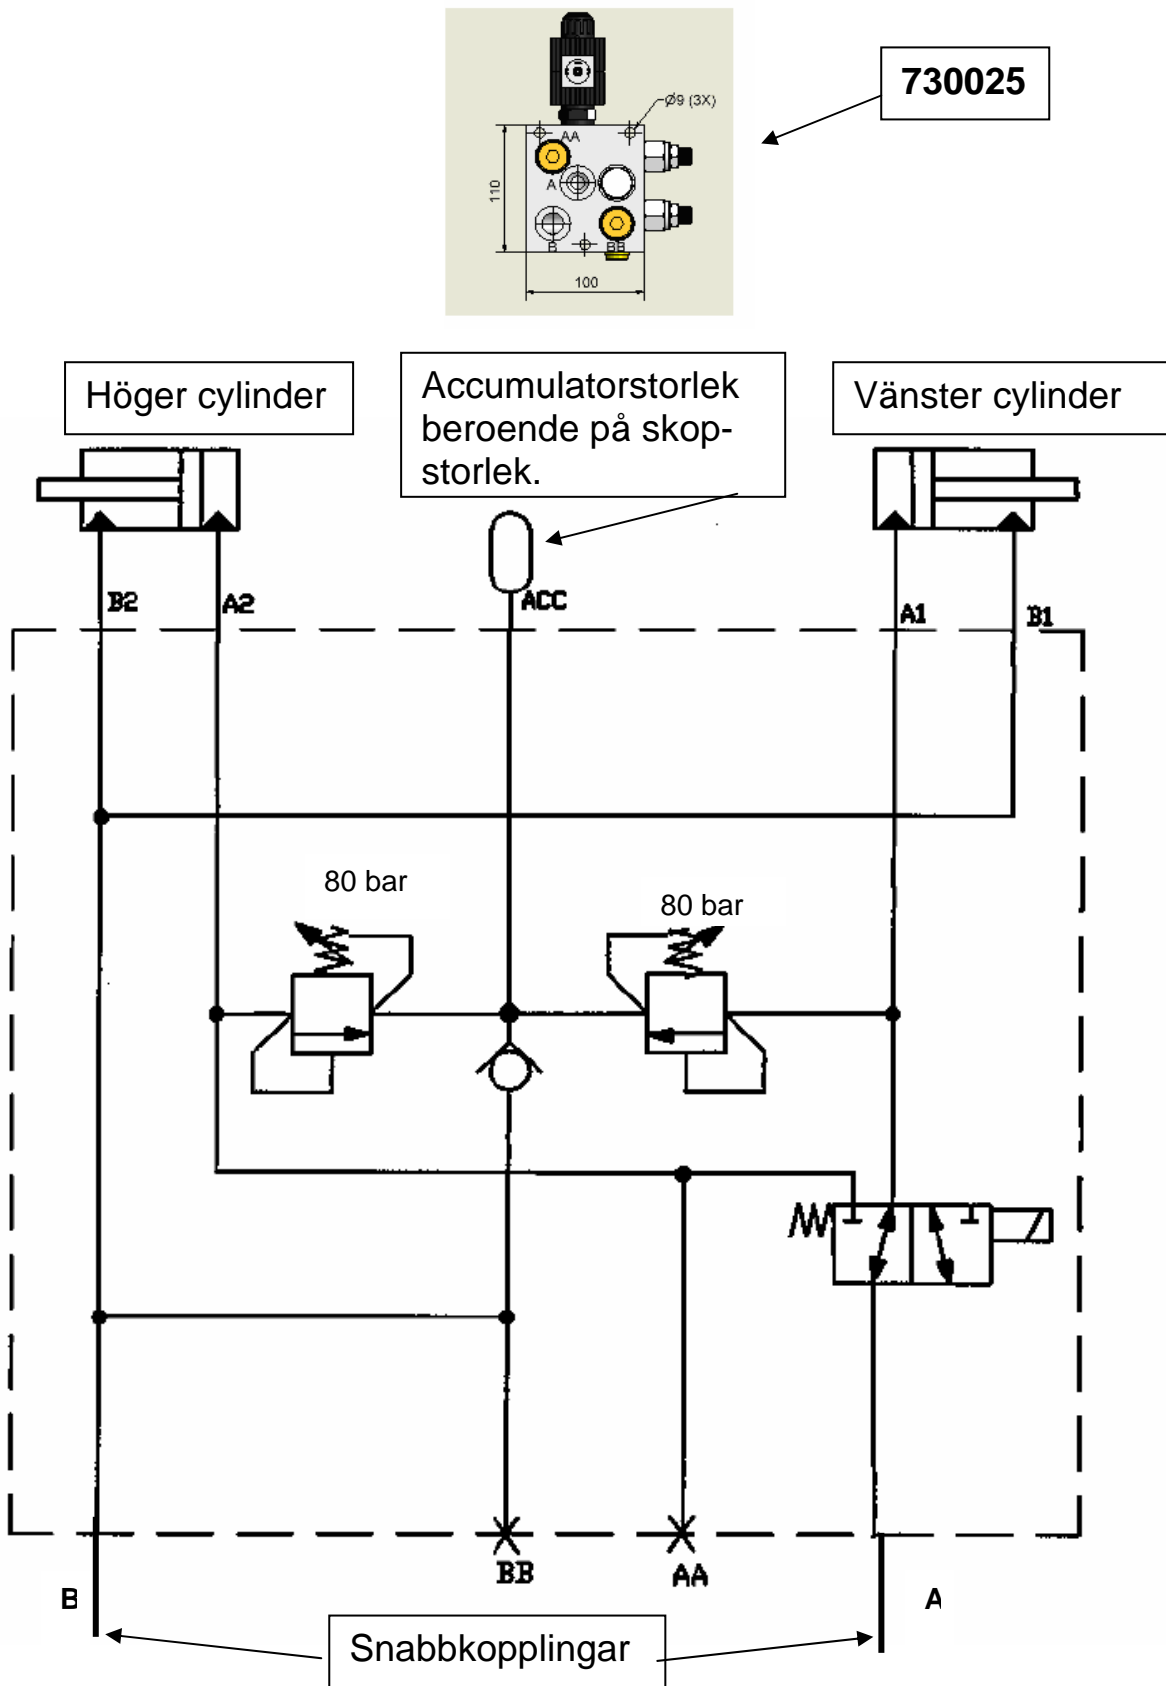 730025
Ø9 (3X)
AA
A
110
B
BB
100
Höger cylinder
Accumulatorstorlek
beroende på skop-
storlek.
Vänster cylinder
B2
A2
ACC
A1
B1
80 bar
80 bar
BB
AA
B
A
Snabbkopplingar